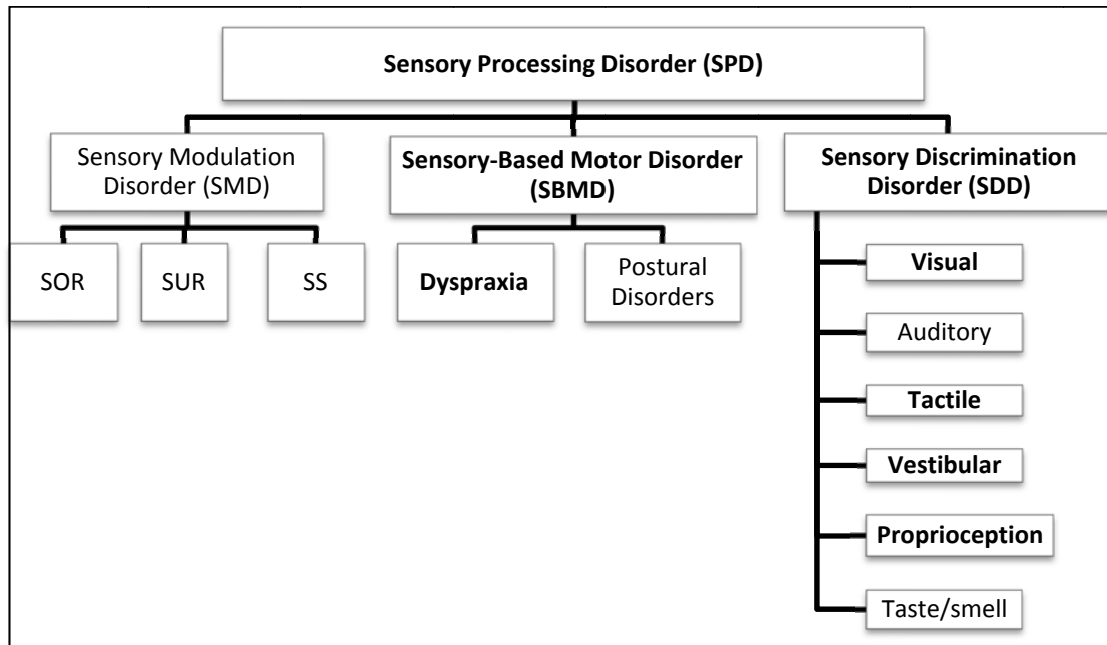 Sensory Processing Disorder (SPD)
Sensory Modulation
Disorder (SMD)
Sensory-Based Motor Disorder
(SBMD)
Sensory Discrimination
Disorder (SDD)
SOR
SUR
SS
Dyspraxia
Postural
Disorders
Visual
Auditory
Tactile
Vestibular
Proprioception
Taste/smell